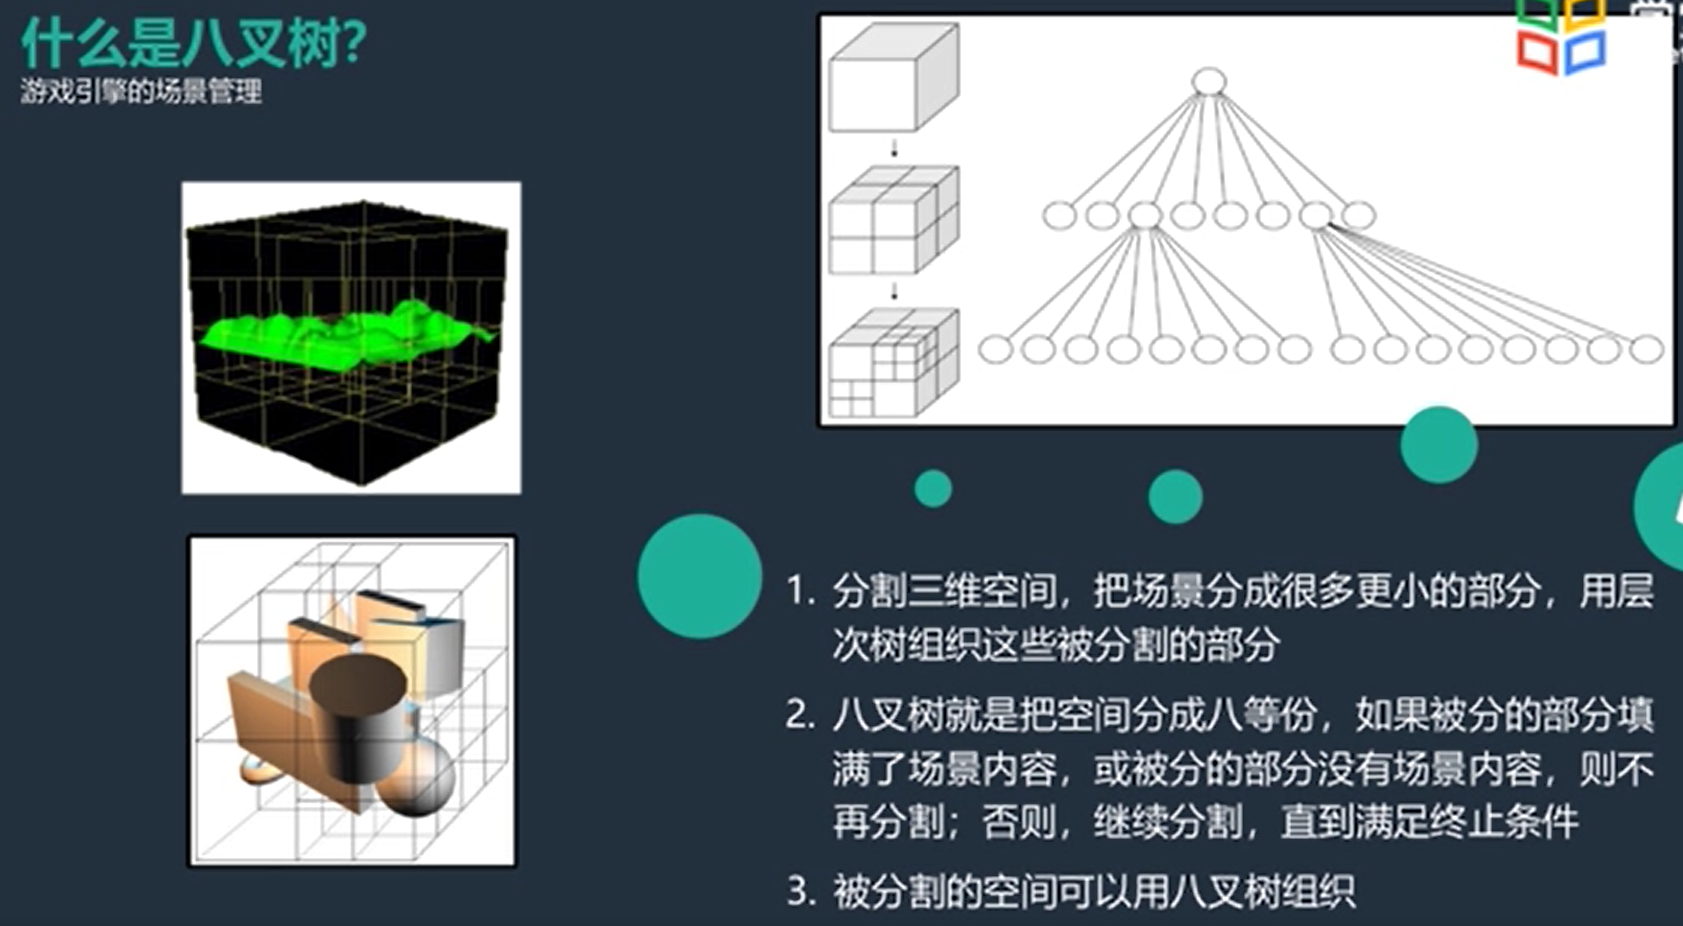 什么是八叉树？
游戏引擎的场景管理
1. 分割三维空间，把场景分成很多更小的部分，用层
次树组织这些被分割的部分
2. 八叉树就是把空间分成八等份，如果被分的部分填
满了场景内容，或被分的部分没有场景内容，则不
再分割；否则，继续分割，直到满足终止条件
3. 被分割的空间可以用八叉树组织